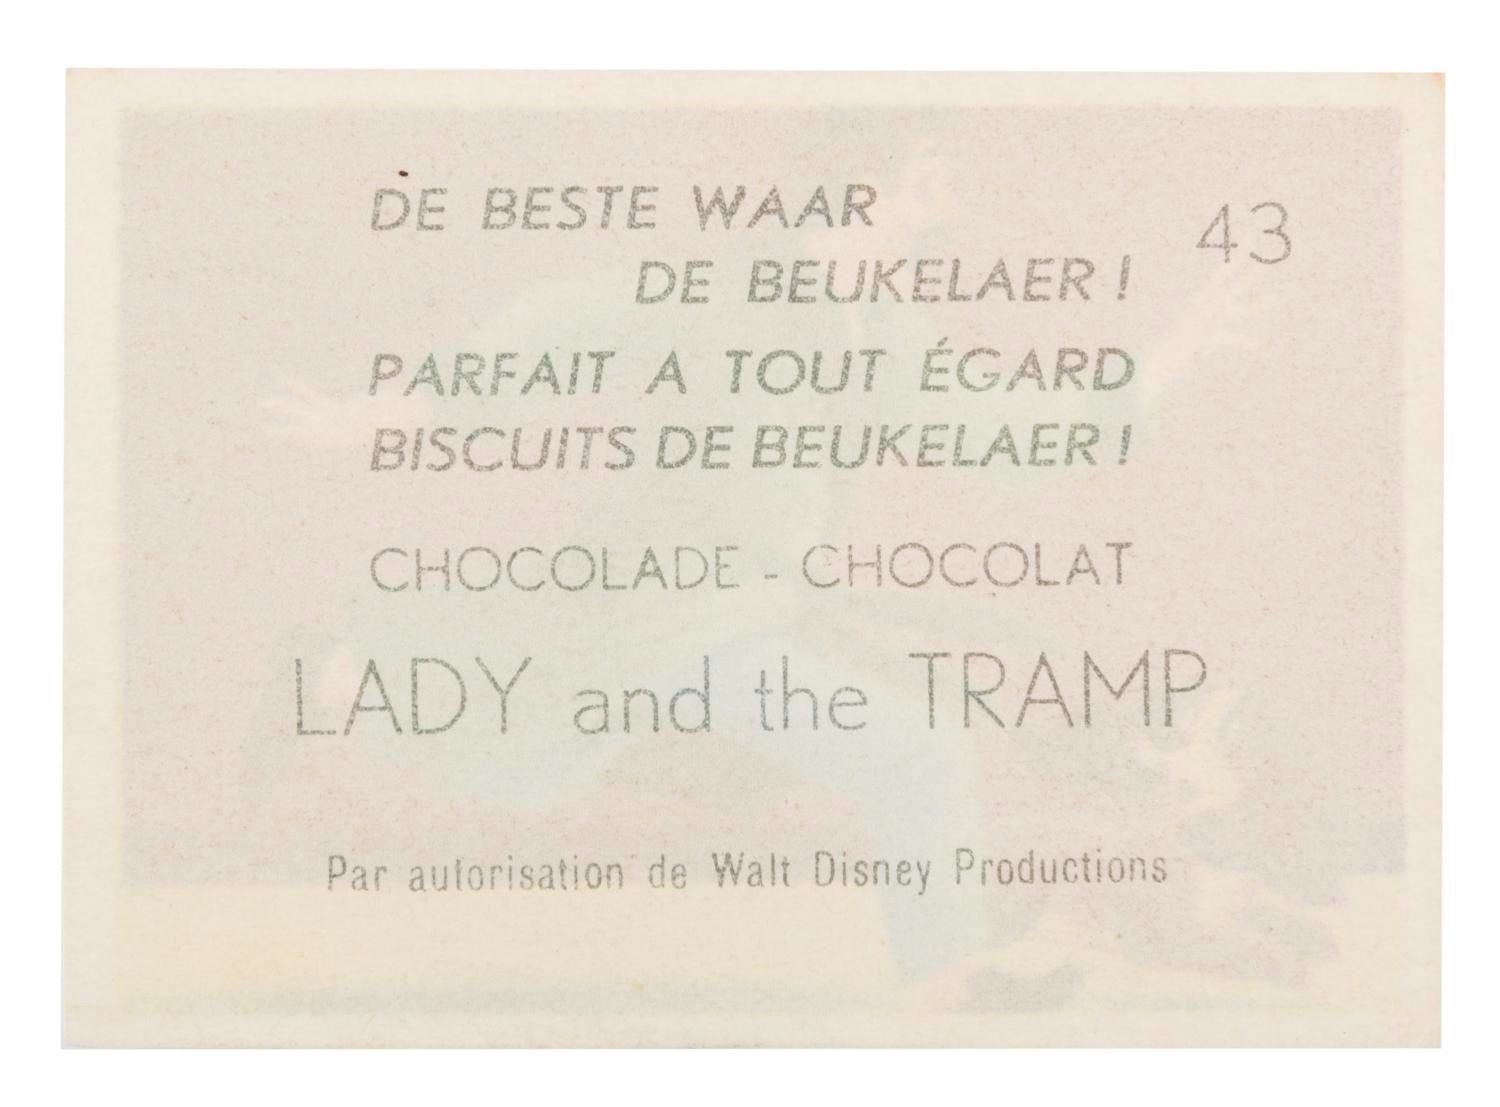 DE BESTE WAAR
43
DE BEUKELAER !
PARFAIT A TOUT ÉGARD
BISCUITS DE BEUKELAER !
CHOCOLADE - CHOCOLAT
LADY and the TRAMP
Par autorisation de Walt Disney Productions